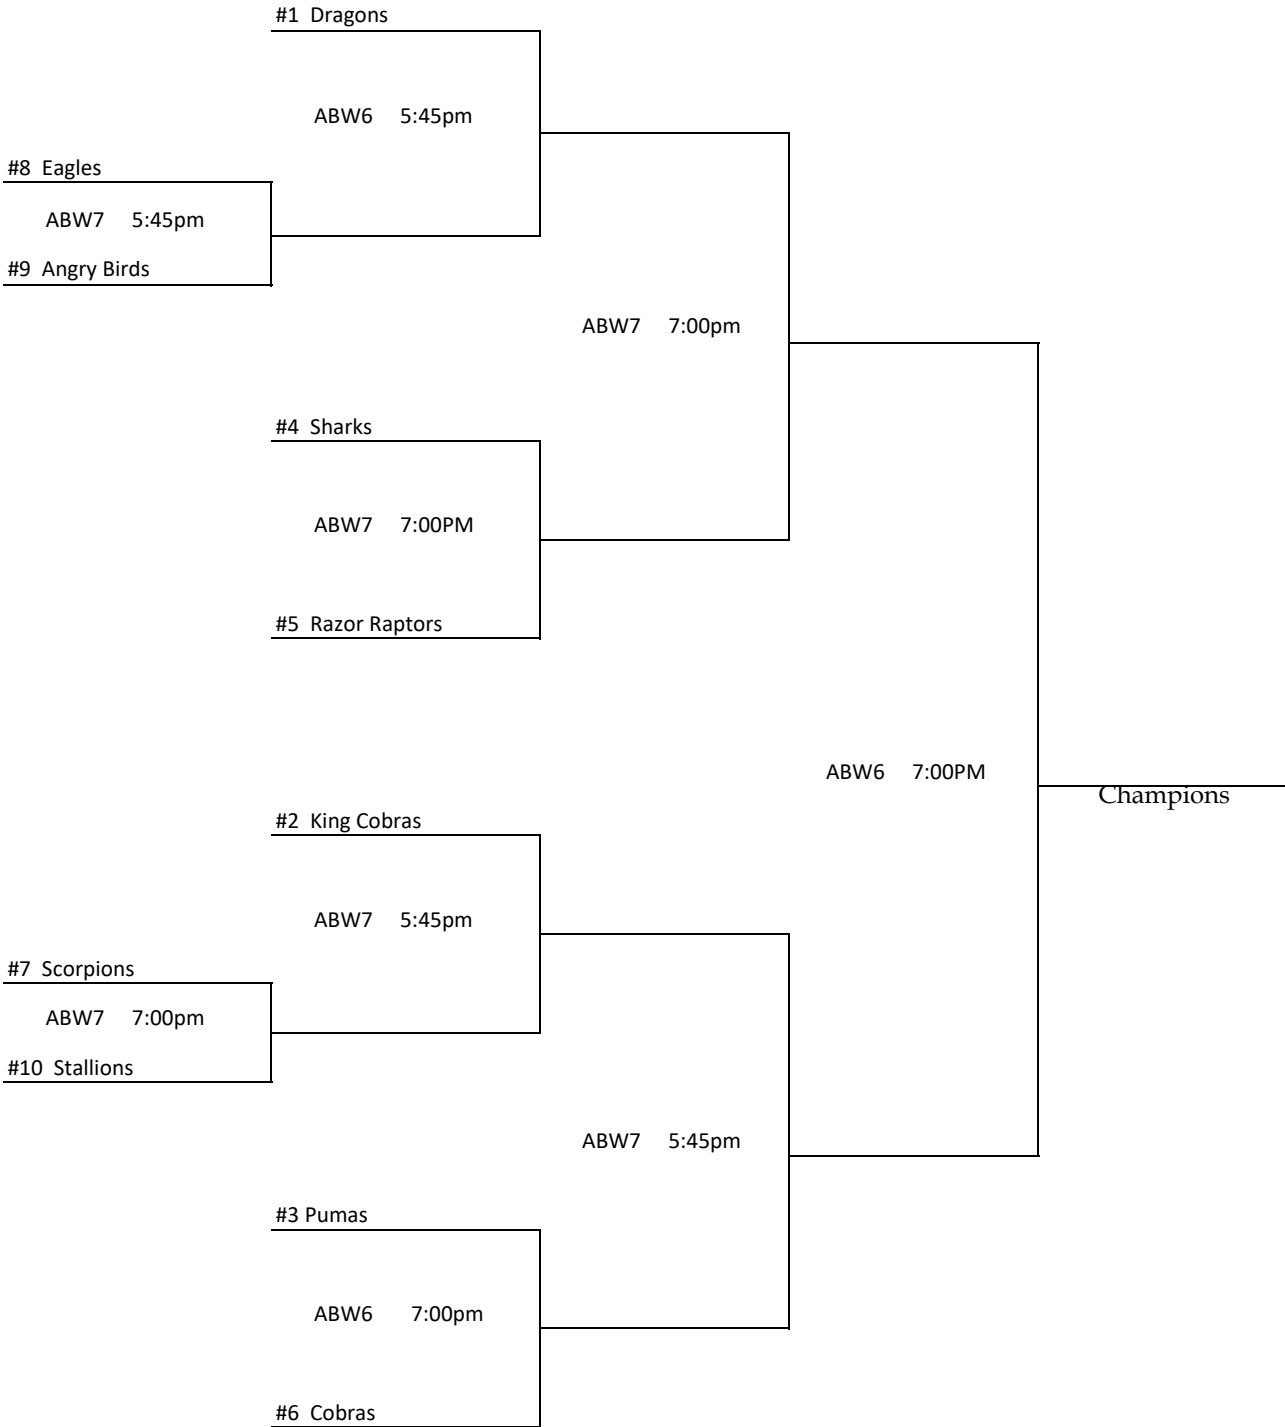 #1 Dragons
ABW6 5:45pm
#8 Eagles
ABW7 5:45pm
#9 Angry Birds
ABW7 7:00pm
#4 Sharks
ABW7 7:00PM
#5 Razor Raptors
ABW6 7:00PM
Champions
#2 King Cobras
ABW7 5:45pm
#7 Scorpions
ABW7 7:00pm
#10 Stallions
ABW7 5:45pm
#3 Pumas
ABW6 7:00pm
#6 Cobras